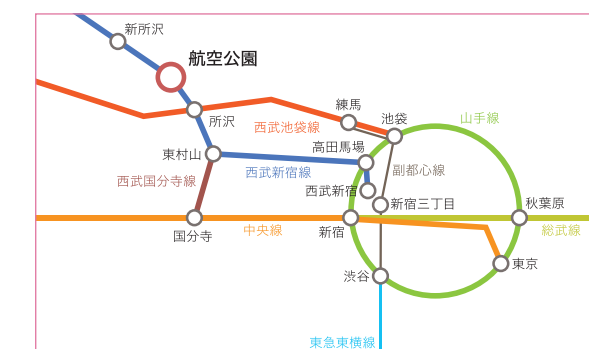 新所沢
航空公園
練馬
所沢
池袋
山手線
西武池袋線
高田馬場
東村山
副都心線
西武新宿線
西武国分寺線
西武新宿
新宿三丁目
秋葉原
国分寺
中央線
新宿
総武線
東京
渋谷
東急東横線